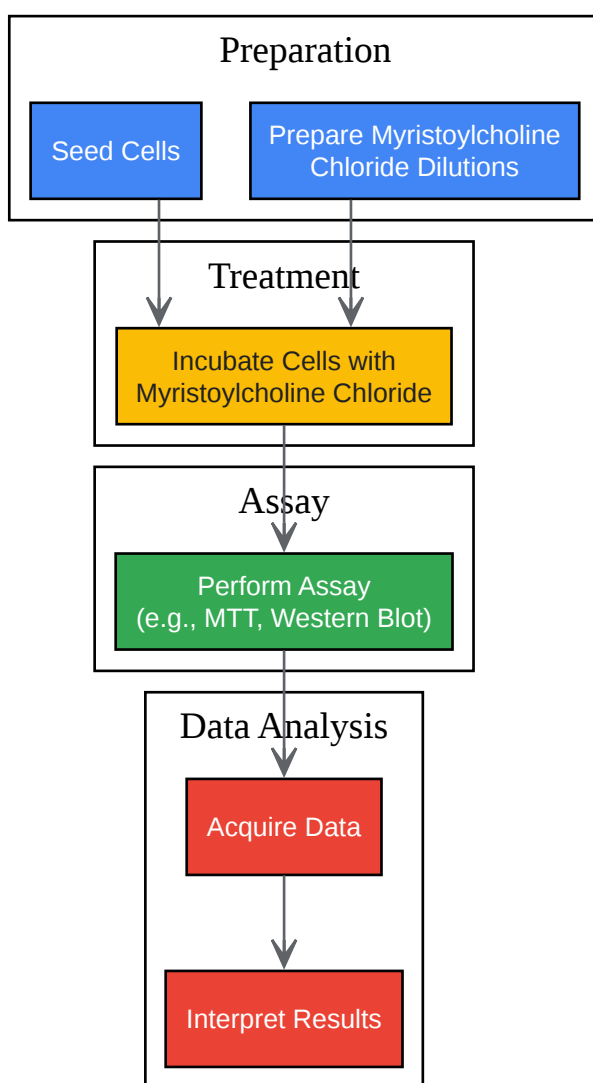 Preparation
Seed Cells
Prepare Myristoylcholine
Chloride Dilutions
Treatment
Incubate Cells with
Myristoylcholine Chloride
Assay
Perform Assay
(e.g., MTT, Western Blot)
Data Analysis
Acquire Data
Interpret Results